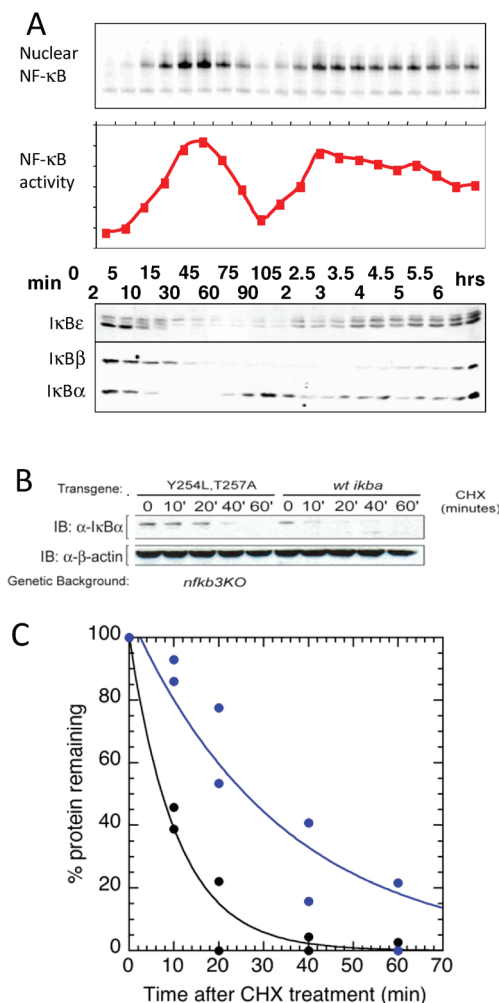 A
Nuclear
NF-κB
NF-κB
activity
min 0 5 15 45 75 105 2.5 3.5 4.5 5.5 hrs
2 10 30 60 90 2 3 4 5 6
IκBε
IκBβ
IκBα
B
Transgene: Y254L,T257A wt ikba CHX
0 10' 20' 40' 60' 0 10' 20' 40' 60' (minutes)
IB: α-IκBα
IB: α-β-actin
Genetic Background: nfkb3KO
C
100
80
60
40
20
0
0 10 20 30 40 50 60 70
% protein remaining
Time after CHX treatment (min)